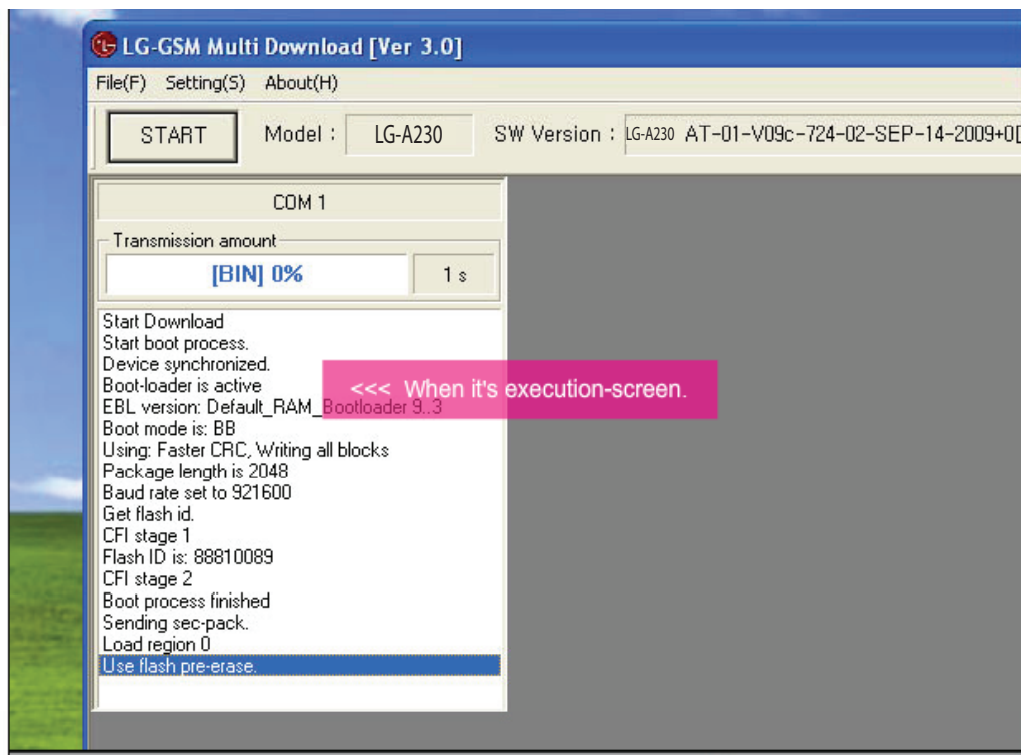 LG-GSM Multi Download [Ver 3.0]
File(F) Setting(S) About(H)
START Model : LG-A230 SW Version : LG-A230 AT-01-V09c-724-02-SEP-14-2009+0[
COM 1
Transmission amount
[BIN] 0% 1 s
Start Download
Start boot process.
Device synchronized.
Boot-loader is active
<<< When it's execution-screen.
EBL version: Default_RAM_Bootloader 9..3
Boot mode is: BB
Using: Faster CRC, Writing all blocks
Package length is 2048
Baud rate set to 921600
Get flash id.
CFI stage 1
Flash ID is: 88810089
CFI stage 2
Boot process finished
Sending sec-pack.
Load region 0
Use flash pre-erase.